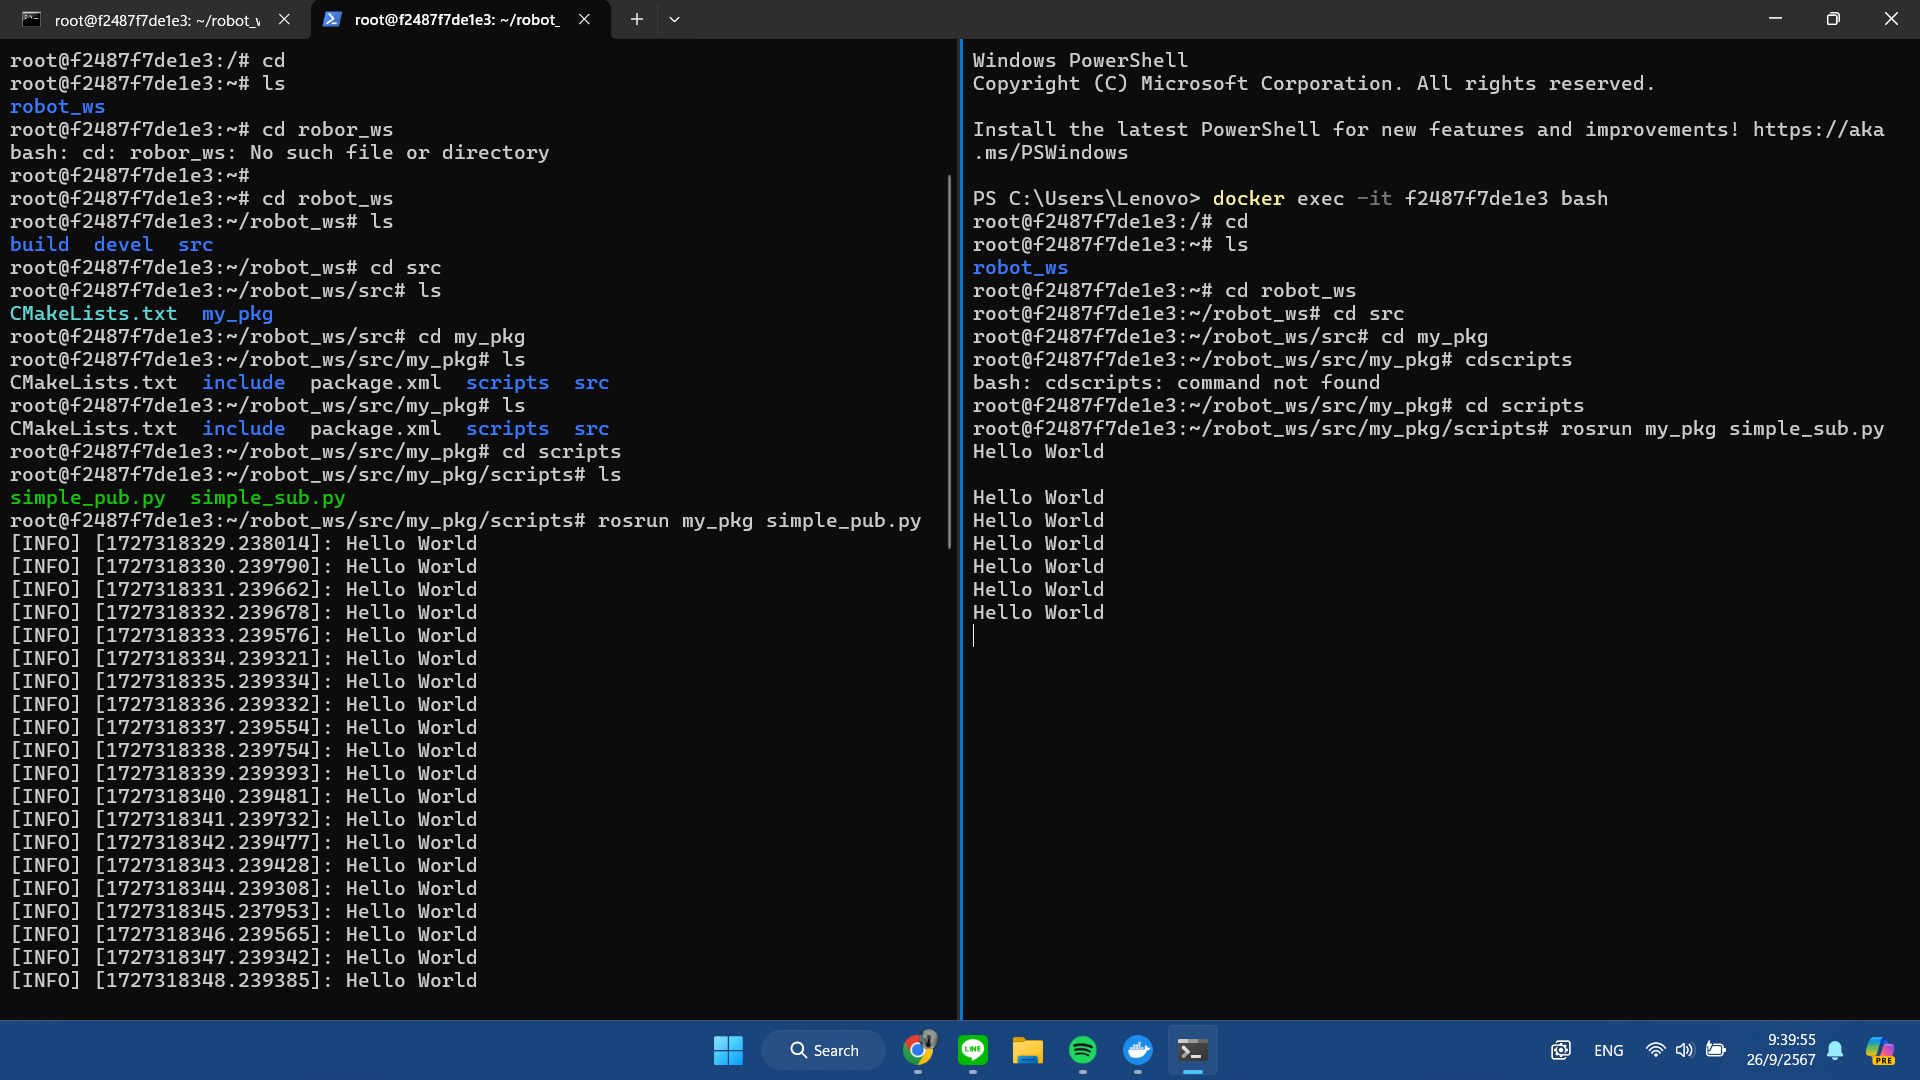 root@f2487f7de1e3: ~/robot_v
root@f2487f7de1e3: ~/robot_
root@f2487f7de1e3:/# cd
root@f2487f7de1e3:~# ls
robot_ws
root@f2487f7de1e3:~# cd robor_ws
bash: cd: robor_ws: No such file or directory
root@f2487f7de1e3:~#
root@f2487f7de1e3:~# cd robot_ws
root@f2487f7de1e3:~/robot_ws# ls
build  devel  src
root@f2487f7de1e3:~/robot_ws# cd src
root@f2487f7de1e3:~/robot_ws/src# ls
CMakeLists.txt  my_pkg
root@f2487f7de1e3:~/robot_ws/src# cd my_pkg
root@f2487f7de1e3:~/robot_ws/src/my_pkg# ls
CMakeLists.txt  include  package.xml  scripts  src
root@f2487f7de1e3:~/robot_ws/src/my_pkg# ls
CMakeLists.txt  include  package.xml  scripts  src
root@f2487f7de1e3:~/robot_ws/src/my_pkg# cd scripts
root@f2487f7de1e3:~/robot_ws/src/my_pkg/scripts# ls
simple_pub.py  simple_sub.py
root@f2487f7de1e3:~/robot_ws/src/my_pkg/scripts# rosrun my_pkg simple_pub.py
[INFO] [1727318329.238014]: Hello World
[INFO] [1727318330.239790]: Hello World
[INFO] [1727318331.239662]: Hello World
[INFO] [1727318332.239678]: Hello World
[INFO] [1727318333.239576]: Hello World
[INFO] [1727318334.239321]: Hello World
[INFO] [1727318335.239334]: Hello World
[INFO] [1727318336.239332]: Hello World
[INFO] [1727318337.239554]: Hello World
[INFO] [1727318338.239754]: Hello World
[INFO] [1727318339.239393]: Hello World
[INFO] [1727318340.239481]: Hello World
[INFO] [1727318341.239732]: Hello World
[INFO] [1727318342.239477]: Hello World
[INFO] [1727318343.239428]: Hello World
[INFO] [1727318344.239308]: Hello World
[INFO] [1727318345.237953]: Hello World
[INFO] [1727318346.239565]: Hello World
[INFO] [1727318347.239342]: Hello World
[INFO] [1727318348.239385]: Hello World
Windows PowerShell
Copyright (C) Microsoft Corporation. All rights reserved.
Install the latest PowerShell for new features and improvements! https://aka
.ms/PSWindows
PS C:\Users\Lenovo> docker exec -it f2487f7de1e3 bash
root@f2487f7de1e3:/# cd
root@f2487f7de1e3:~# ls
robot_ws
root@f2487f7de1e3:~# cd robot_ws
root@f2487f7de1e3:~/robot_ws# cd src
root@f2487f7de1e3:~/robot_ws/src# cd my_pkg
root@f2487f7de1e3:~/robot_ws/src/my_pkg# cdscripts
bash: cdscripts: command not found
root@f2487f7de1e3:~/robot_ws/src/my_pkg# cd scripts
root@f2487f7de1e3:~/robot_ws/src/my_pkg/scripts# rosrun my_pkg simple_sub.py
Hello World
Hello World
Hello World
Hello World
Hello World
Hello World
Hello World
Search
LINE
ENG
9:39:55
26/9/2567
PRE